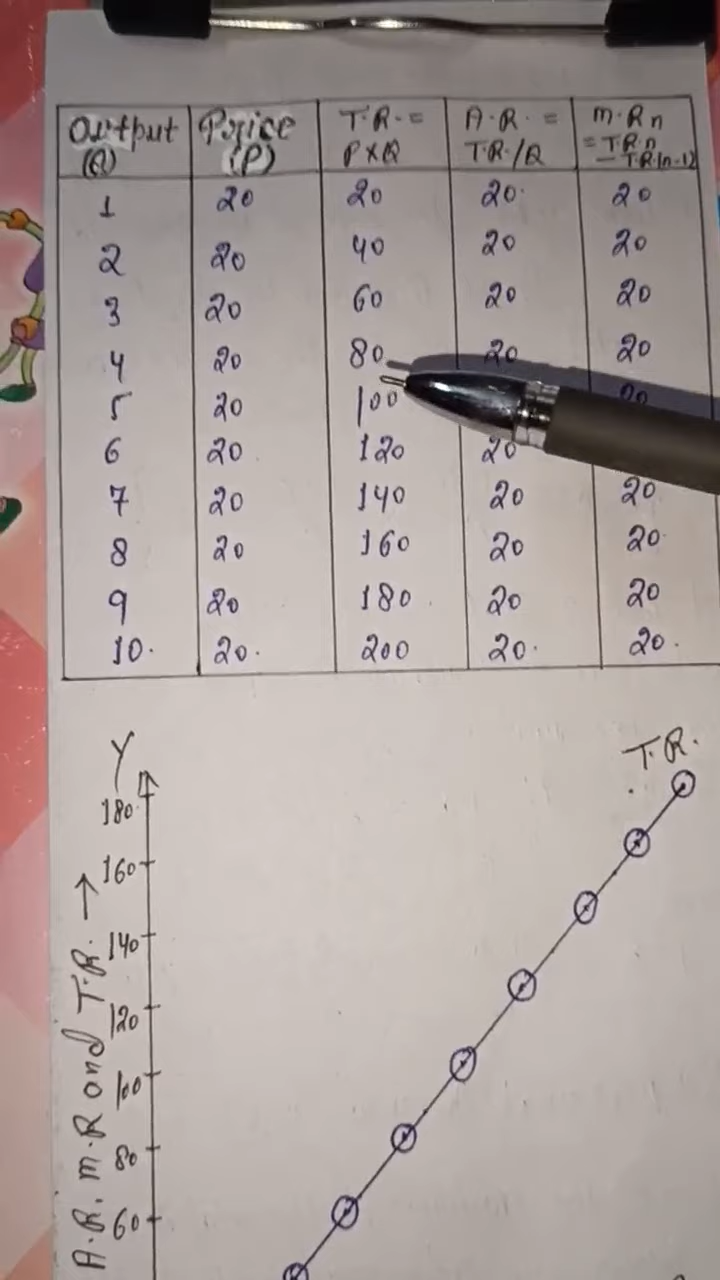 Output Price T.R. = A.R. = M.Rn
(Q) (P) P×Q T.R./Q = T.Rn
- T.R(n-1)
1 20 20 20. 20
2 20 40 20 20
3 20 60 20 20
4 20 80 20 20
5 20 100 20
6 20 120 20
7 20 140 20 20
8 20 160 20 20
9 20 180 20 20
10. 20. 200 20. 20.
Y
T.R.
180
160
140
120
100
80
60
A.R. M.R and T.R. →